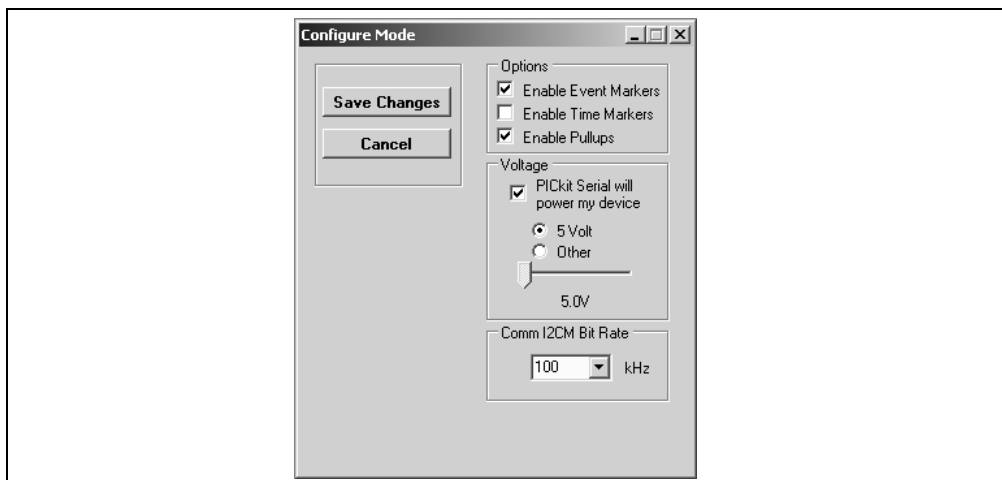 Configure Mode
Save Changes
Cancel
Options
Enable Event Markers
Enable Time Markers
Enable Pullups
Voltage
PICkit Serial will
power my device
5 Volt
Other
5.0V
Comm I2CM Bit Rate
100 kHz